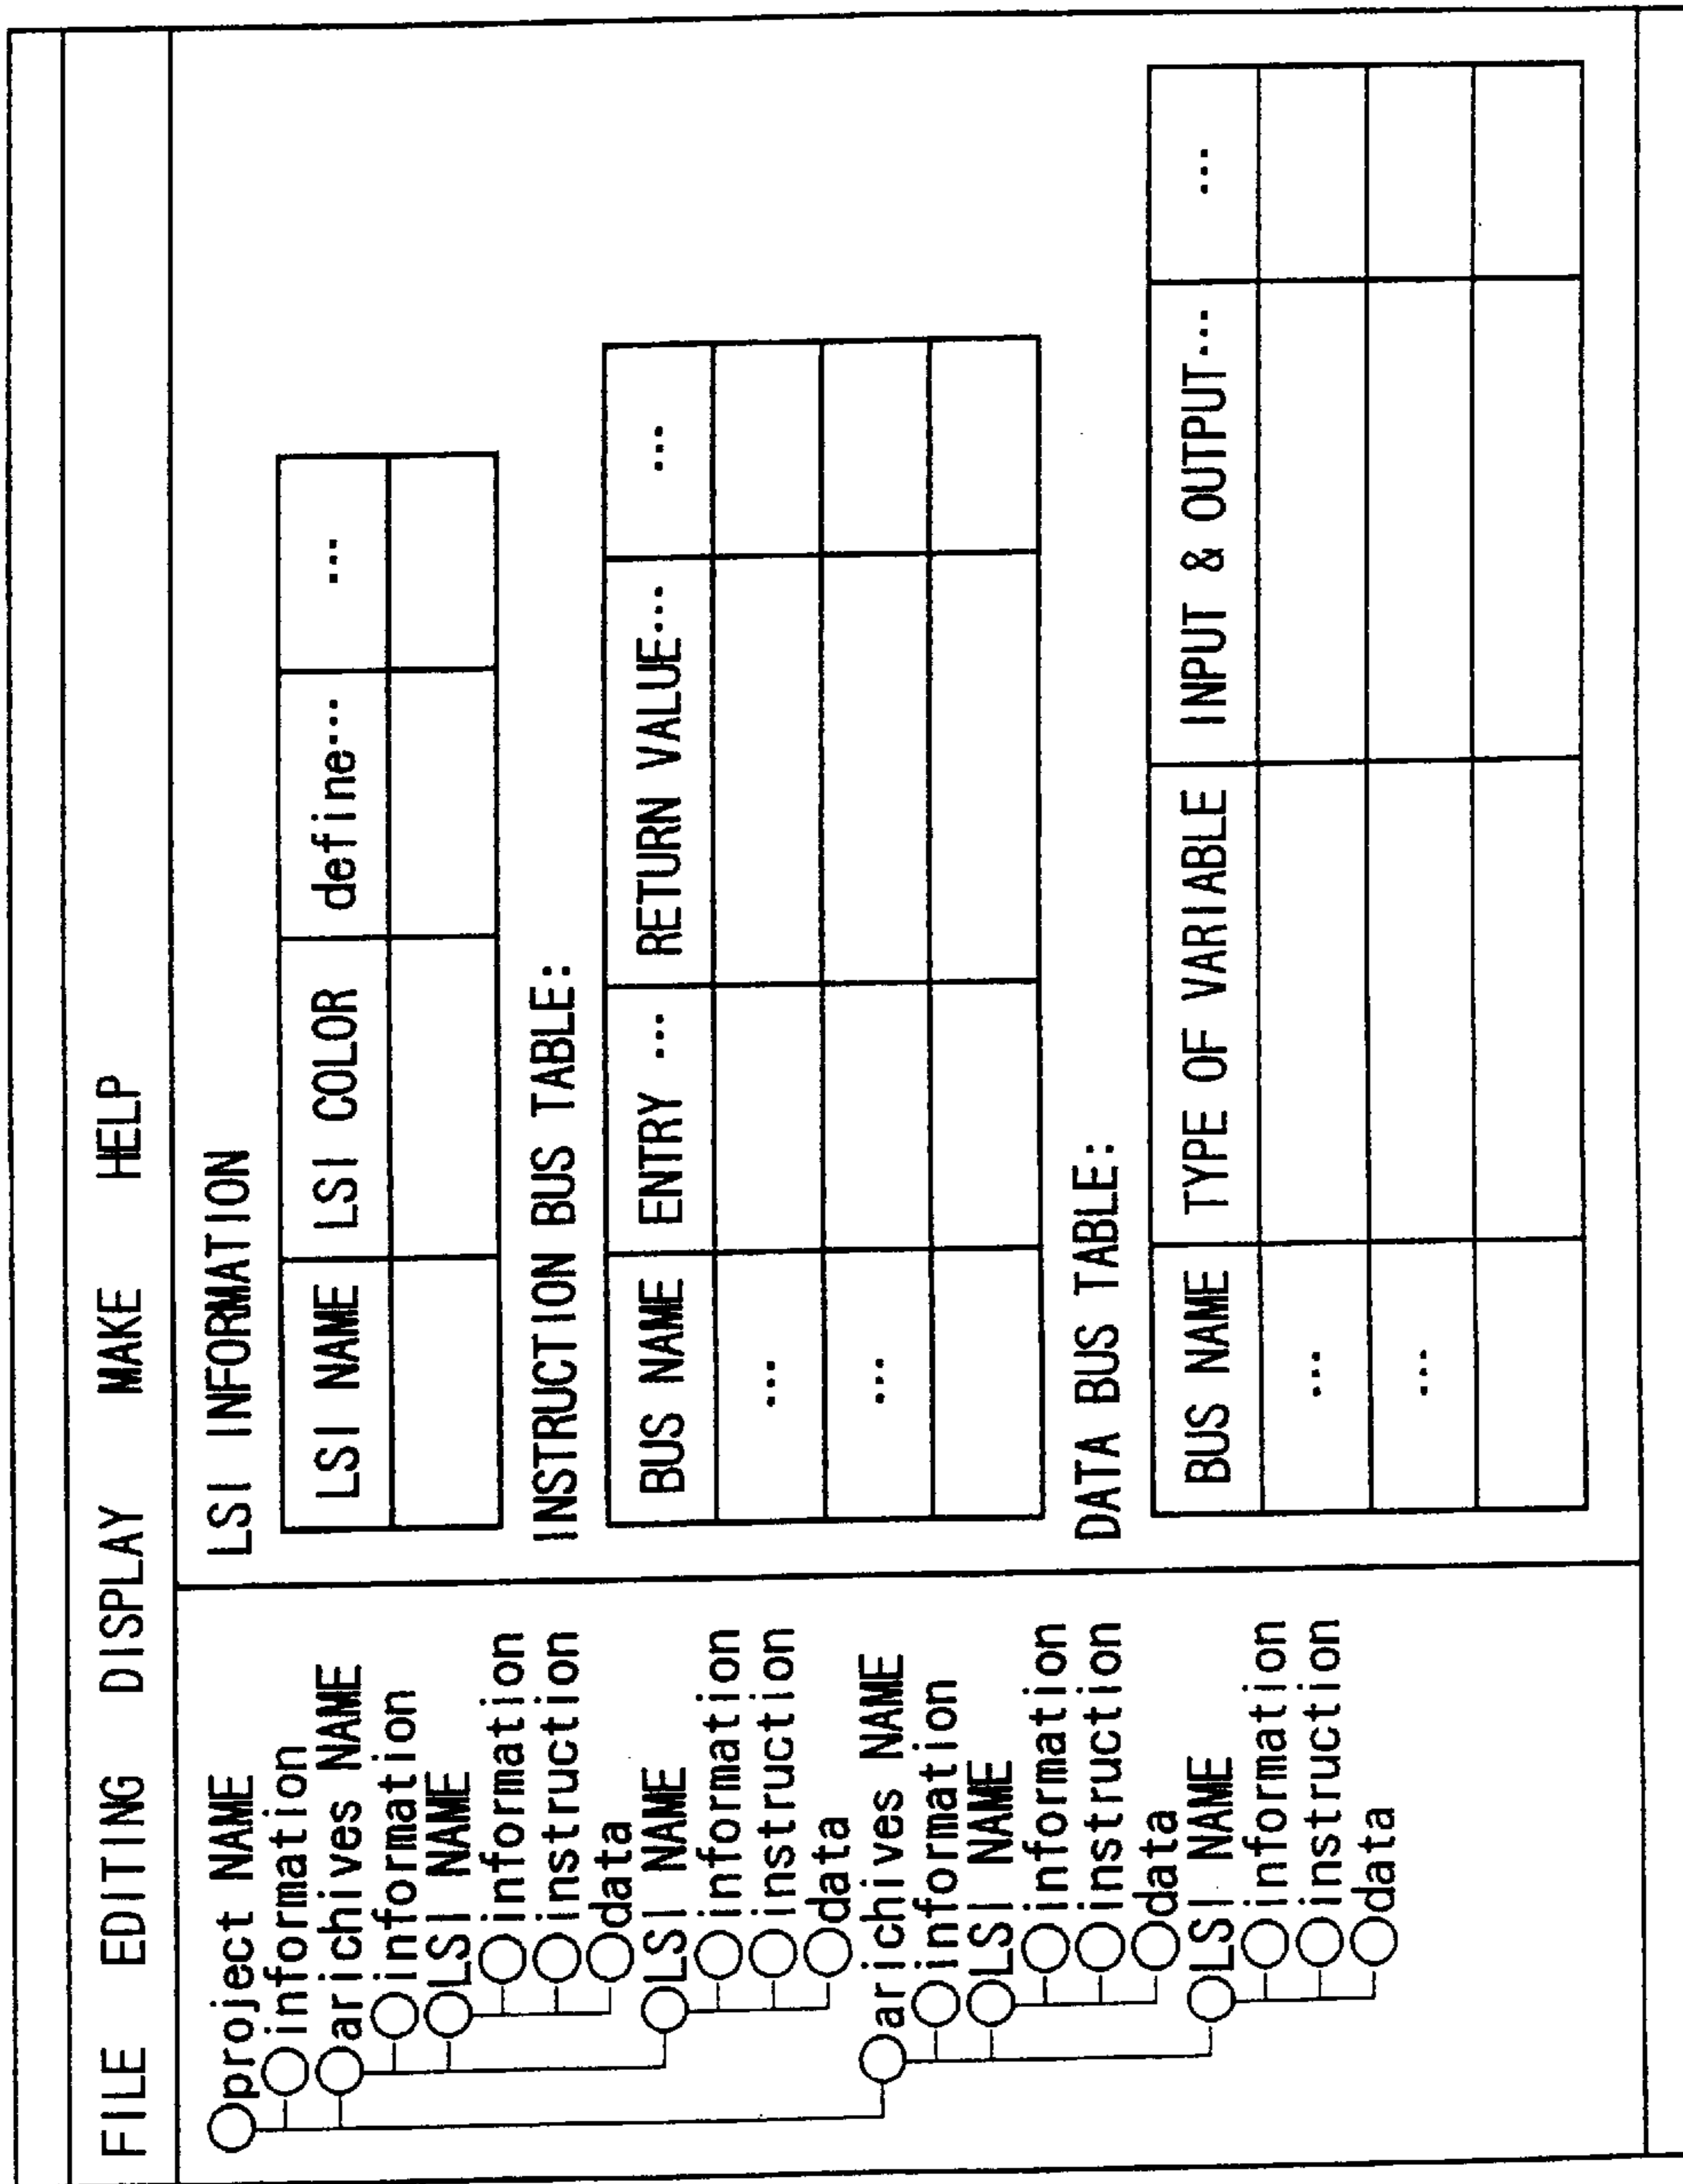 FILE EDITING DISPLAY MAKE HELP
project NAME
information
arichives NAME
information
LSI NAME
information
instruction
data
LSI NAME
information
instruction
data
arichives NAME
information
LSI NAME
information
instruction
data
LSI NAME
information
instruction
data
LSI INFORMATION
LSI NAME LSI COLOR define... ...
INSTRUCTION BUS TABLE:
BUS NAME ENTRY ... RETURN VALUE... ...
...
...
DATA BUS TABLE:
BUS NAME TYPE OF VARIABLE INPUT & OUTPUT... ...
...
...